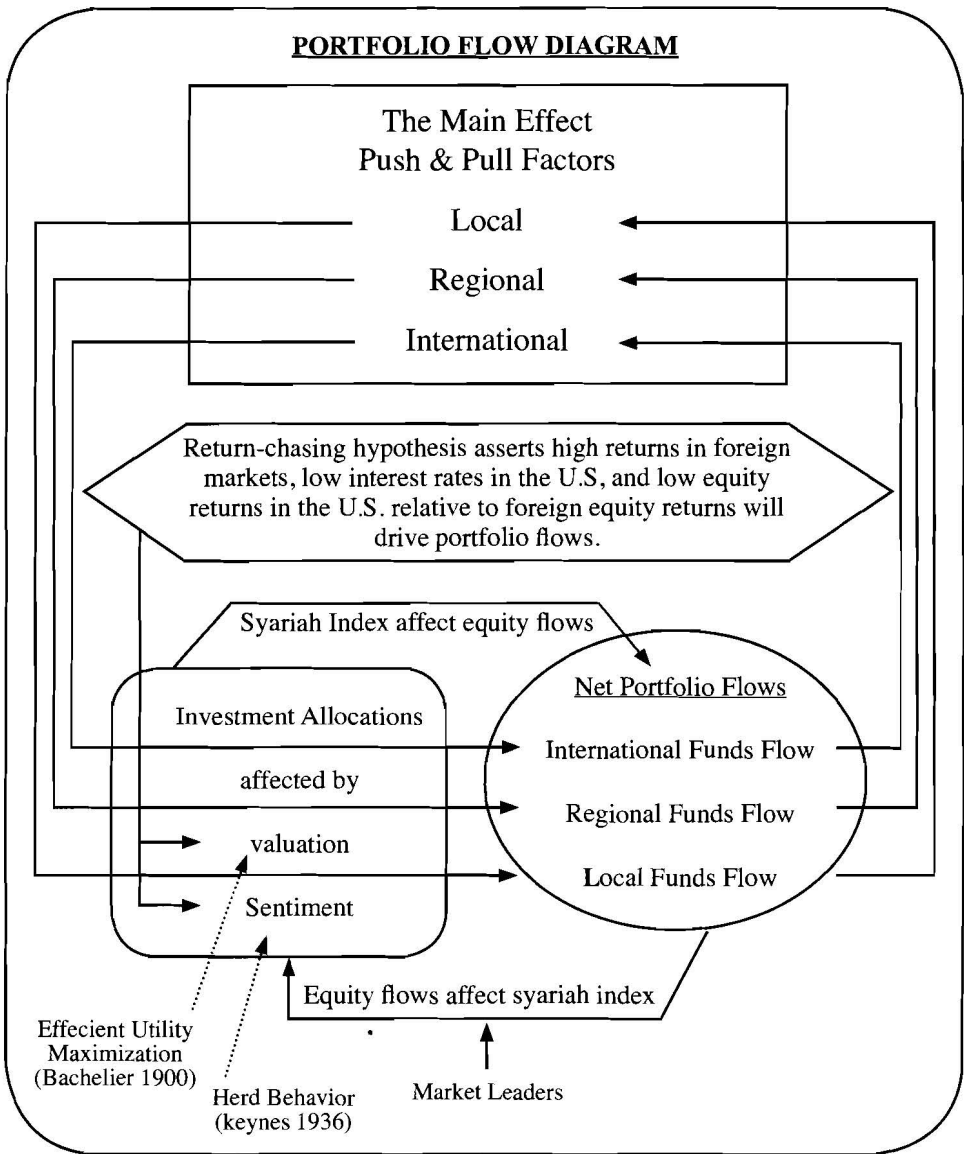 PORTFOLIO FLOW DIAGRAM
The Main Effect
Push & Pull Factors
Local
Regional
International
Return-chasing hypothesis asserts high returns in foreign
markets, low interest rates in the U.S, and low equity
returns in the U.S. relative to foreign equity returns will
drive portfolio flows.
Syariah Index affect equity flows
Investment Allocations
affected by
valuation
Sentiment
Net Portfolio Flows
International Funds Flow
Regional Funds Flow
Local Funds Flow
Equity flows affect syariah index
Effecient Utility
Maximization
(Bachelier 1900)
Herd Behavior
(keynes 1936)
Market Leaders